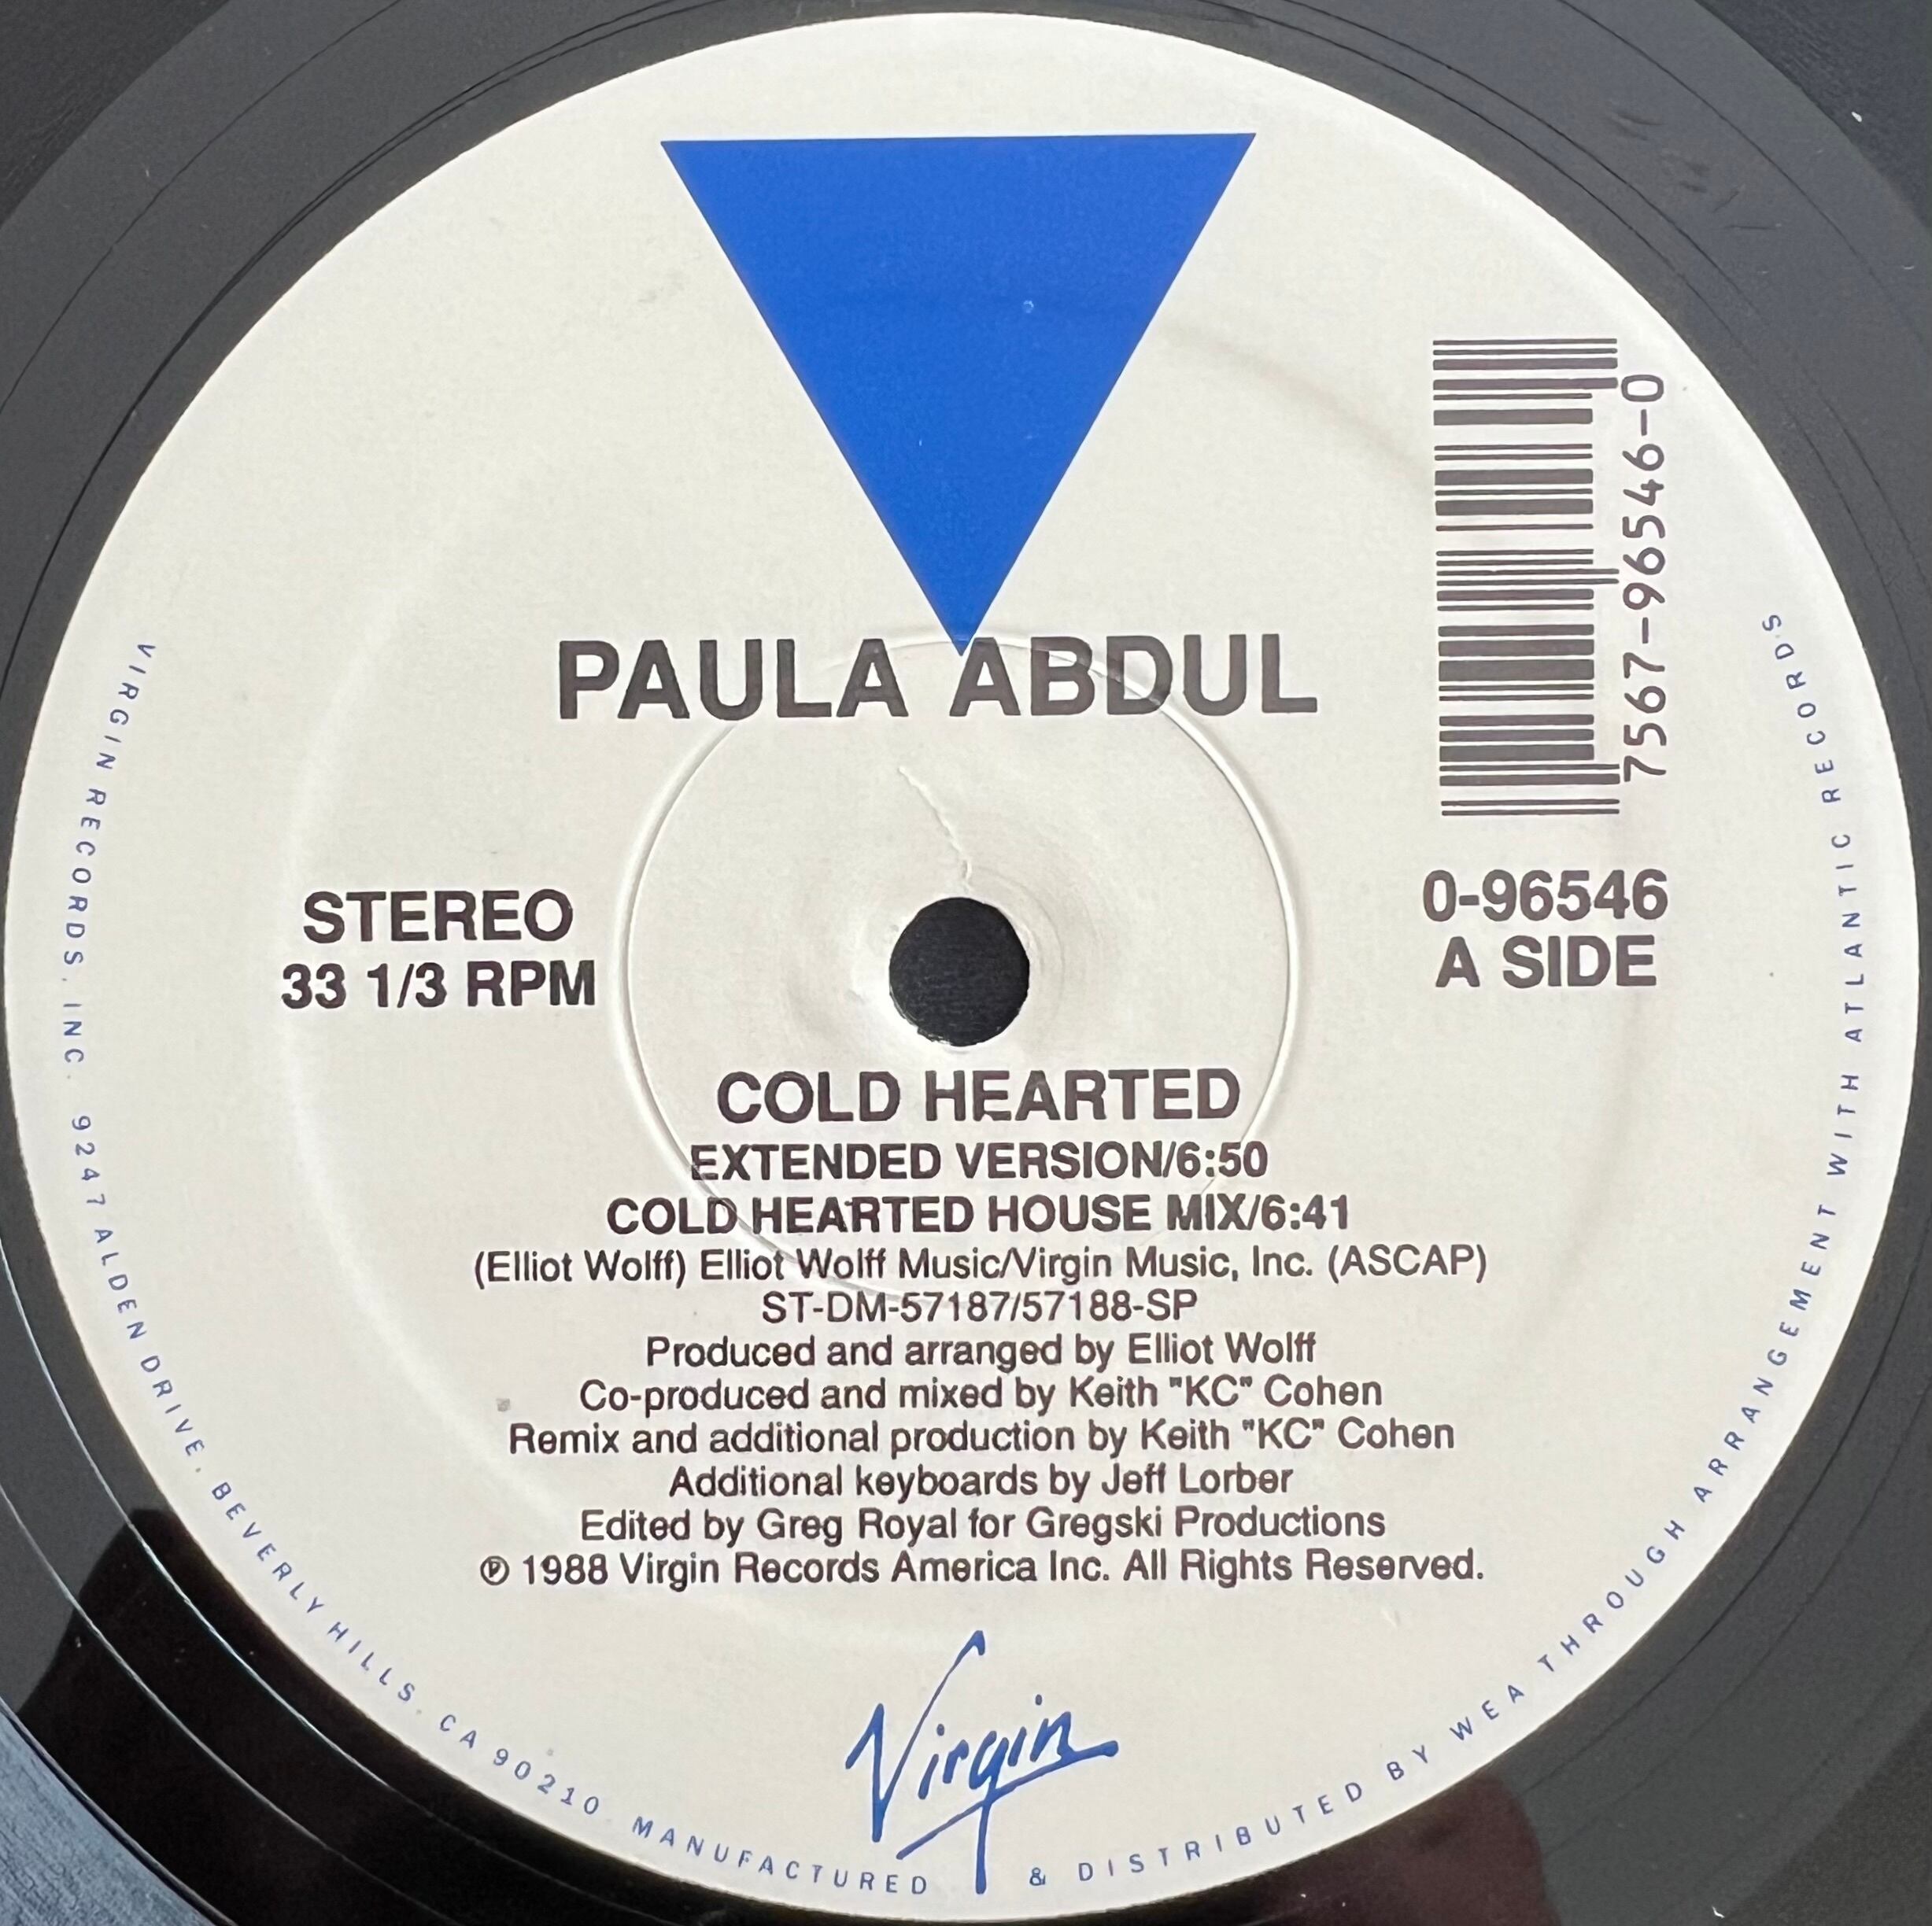 PAULA ABDUL
7567-96546-0
STEREO
33 1/3 RPM
0-96546
A SIDE
COLD HEARTED
EXTENDED VERSION/6:50
COLD HEARTED HOUSE MIX/6:41
(Elliot Wolff) Elliot Wolff Music/Virgin Music, Inc. (ASCAP)
ST-DM-57187/57188-SP
Produced and arranged by Elliot Wolff
Co-produced and mixed by Keith "KC" Cohen
Remix and additional production by Keith "KC" Cohen
Additional keyboards by Jeff Lorber
Edited by Greg Royal for Gregski Productions
℗ 1988 Virgin Records America Inc. All Rights Reserved.
Virgin
VIRGIN RECORDS, INC. 9247 ALDEN DRIVE, BEVERLY HILLS, CA 90210. MANUFACTURED & DISTRIBUTED BY WEA THROUGH ARRANGEMENT WITH ATLANTIC RECORDS